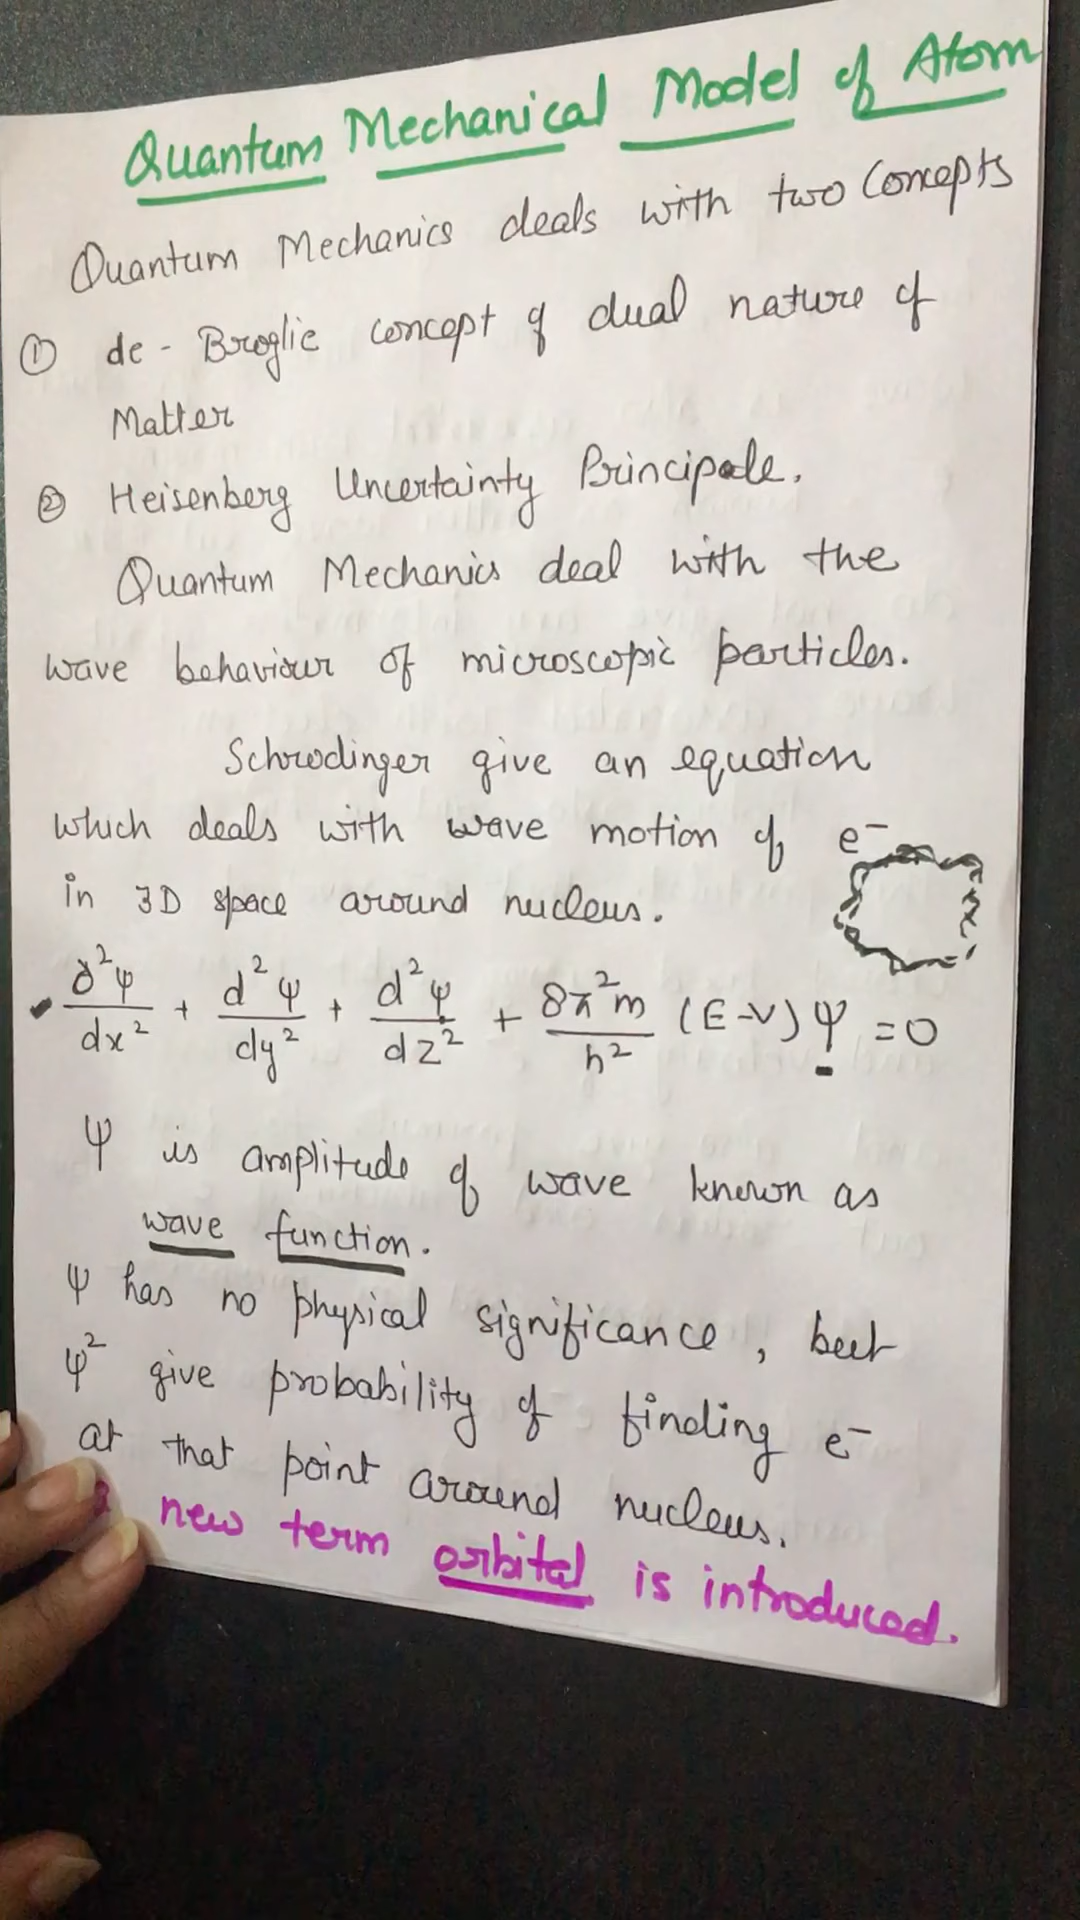 Quantum Mechanical Model of Atom
Quantum Mechanics deals with two Concepts
① de - Broglie concept of dual nature of
Matter
② Heisenberg Uncertainty Principale.
Quantum Mechanics deal with the
wave behaviour of microscopic particles.
Schrodinger give an equation
which deals with wave motion of e⁻
in 3D space around nucleus.
∂²ψ/dx² + d²ψ/dy² + d²ψ/dz² + 8π²m/h² (E-V)ψ = 0
ψ is amplitude of wave known as
wave function.
ψ has no physical significance, but
ψ² give probability of finding e⁻
at that point around nucleus.
new term orbital is introduced.